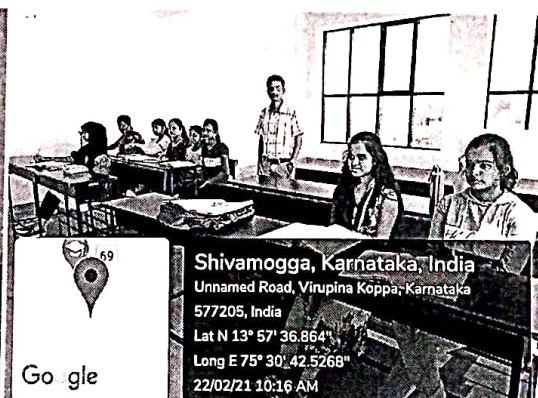 69
Google
Shivamogga, Karnataka, India
Unnamed Road, Virupina Koppa, Karnataka
577205, India
Lat N 13° 57' 36.864"
Long E 75° 30' 42.5268"
22/02/21 10:16 AM